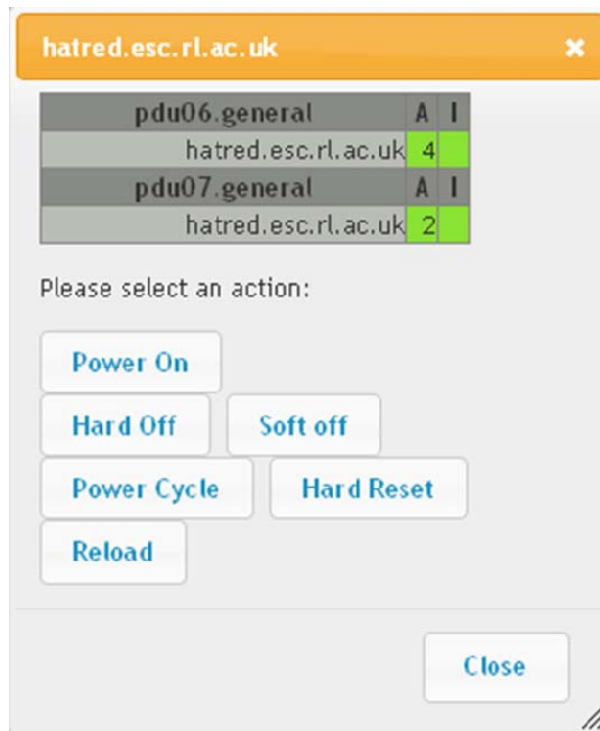 hatred.esc.rl.ac.uk
pdu06.general A I
hatred.esc.rl.ac.uk 4
pdu07.general A I
hatred.esc.rl.ac.uk 2
Please select an action:
Power On
Hard Off Soft off
Power Cycle Hard Reset
Reload
Close